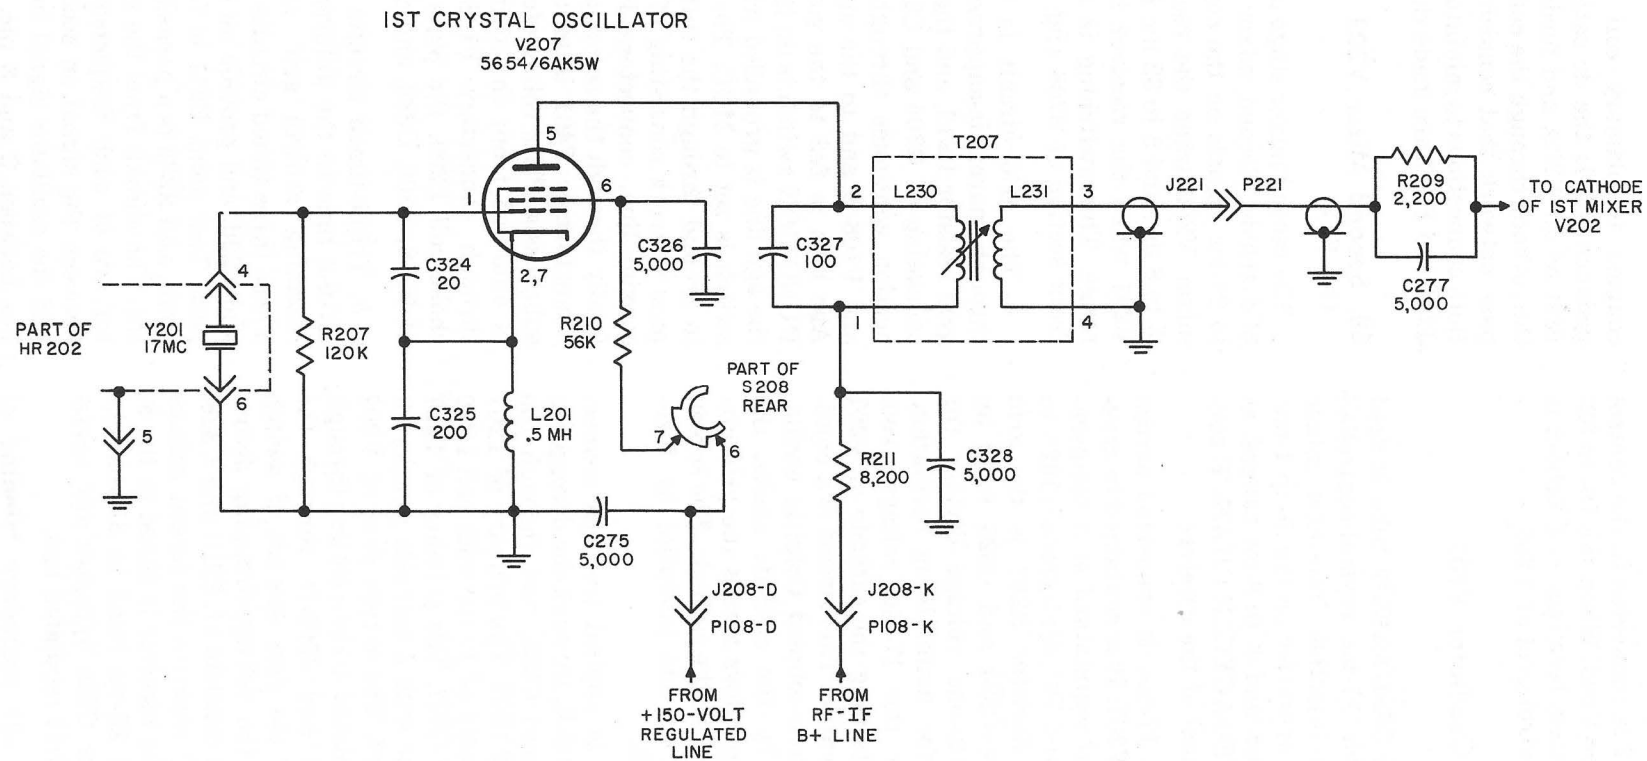 1ST CRYSTAL OSCILLATOR
V207
5654/6AK5W
5
1
6
2,7
PART OF
HR202
4
Y201
17MC
6
5
R207
120K
C324
20
C325
200
L201
.5 MH
C326
5,000
R210
56K
PART OF
S208
REAR
7
6
C275
5,000
J208-D
P108-D
FROM
+150-VOLT
REGULATED
LINE
T207
2
L230
L231
3
C327
100
1
4
R211
8,200
C328
5,000
J208-K
P108-K
FROM
RF-IF
B+ LINE
J221
P221
R209
2,200
C277
5,000
TO CATHODE
OF 1ST MIXER
V202